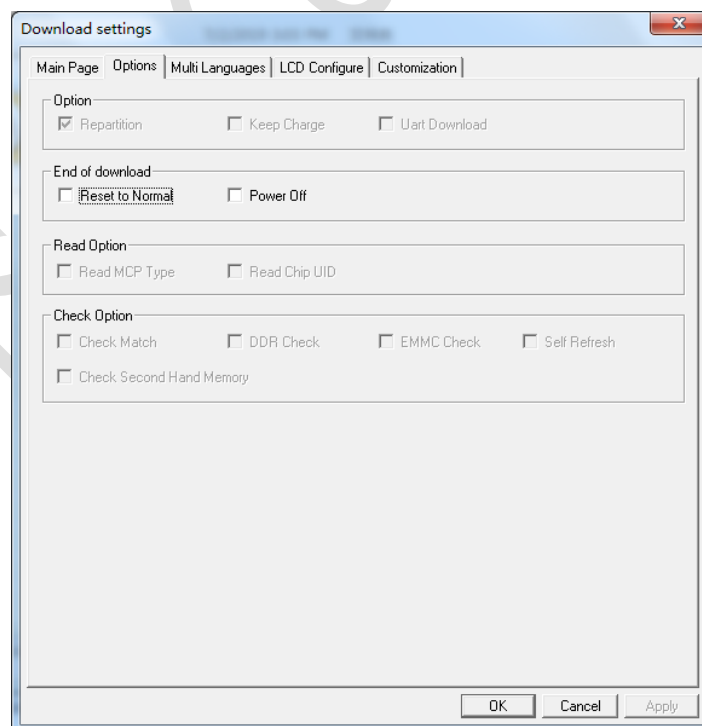 Download settings
Main Page Options Multi Languages LCD Configure Customization
Option
Repartition Keep Charge Uart Download
End of download
Reset to Normal Power Off
Read Option
Read MCP Type Read Chip UID
Check Option
Check Match DDR Check EMMC Check Self Refresh
Check Second Hand Memory
OK Cancel Apply